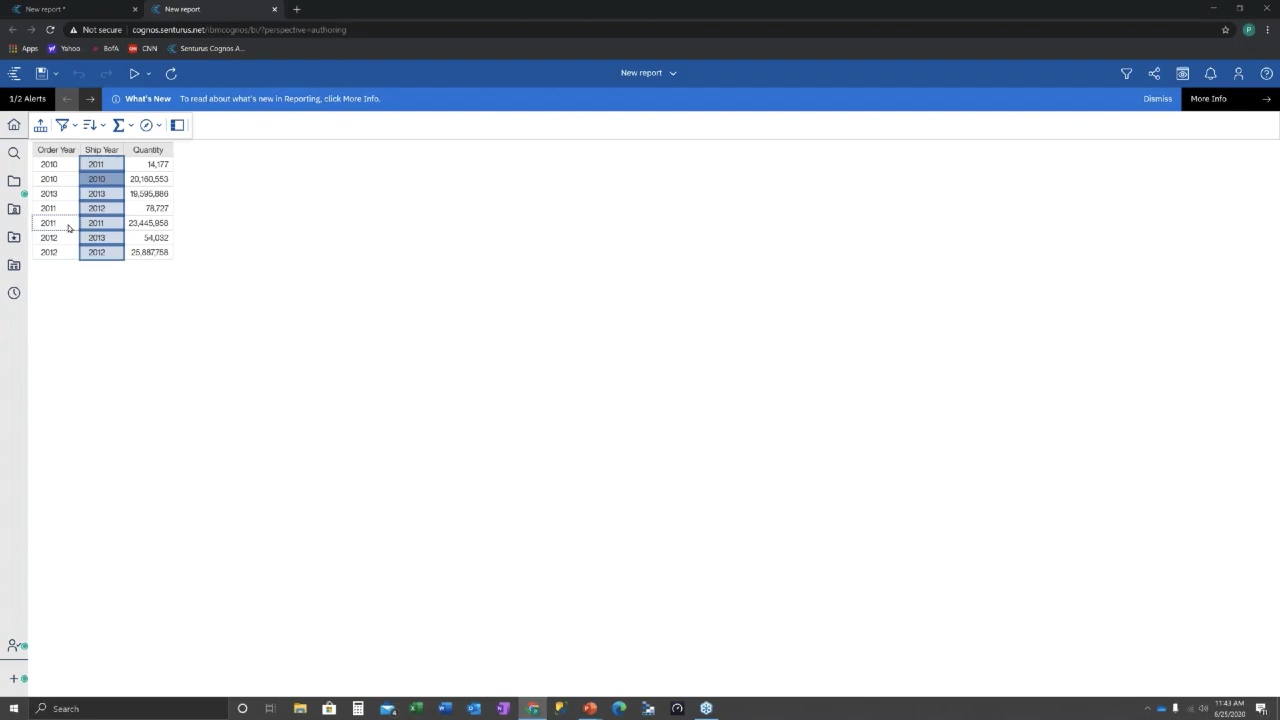 New report *
New report
Not secure
cognos.senturus.net/ibmcognos/bi/?perspective=authoring
Apps Yahoo BofA CNN Senturus Cognos A...
New report
1/2 Alerts
What's New To read about what's new in Reporting, click More Info.
Dismiss
More Info
Order Year Ship Year Quantity
2010 2011 14,177
2010 2010 20,160,553
2013 2013 19,595,886
2011 2012 78,727
2011 2011 23,445,958
2012 2013 54,032
2012 2012 25,887,758
Search
11:43 AM
6/25/2020